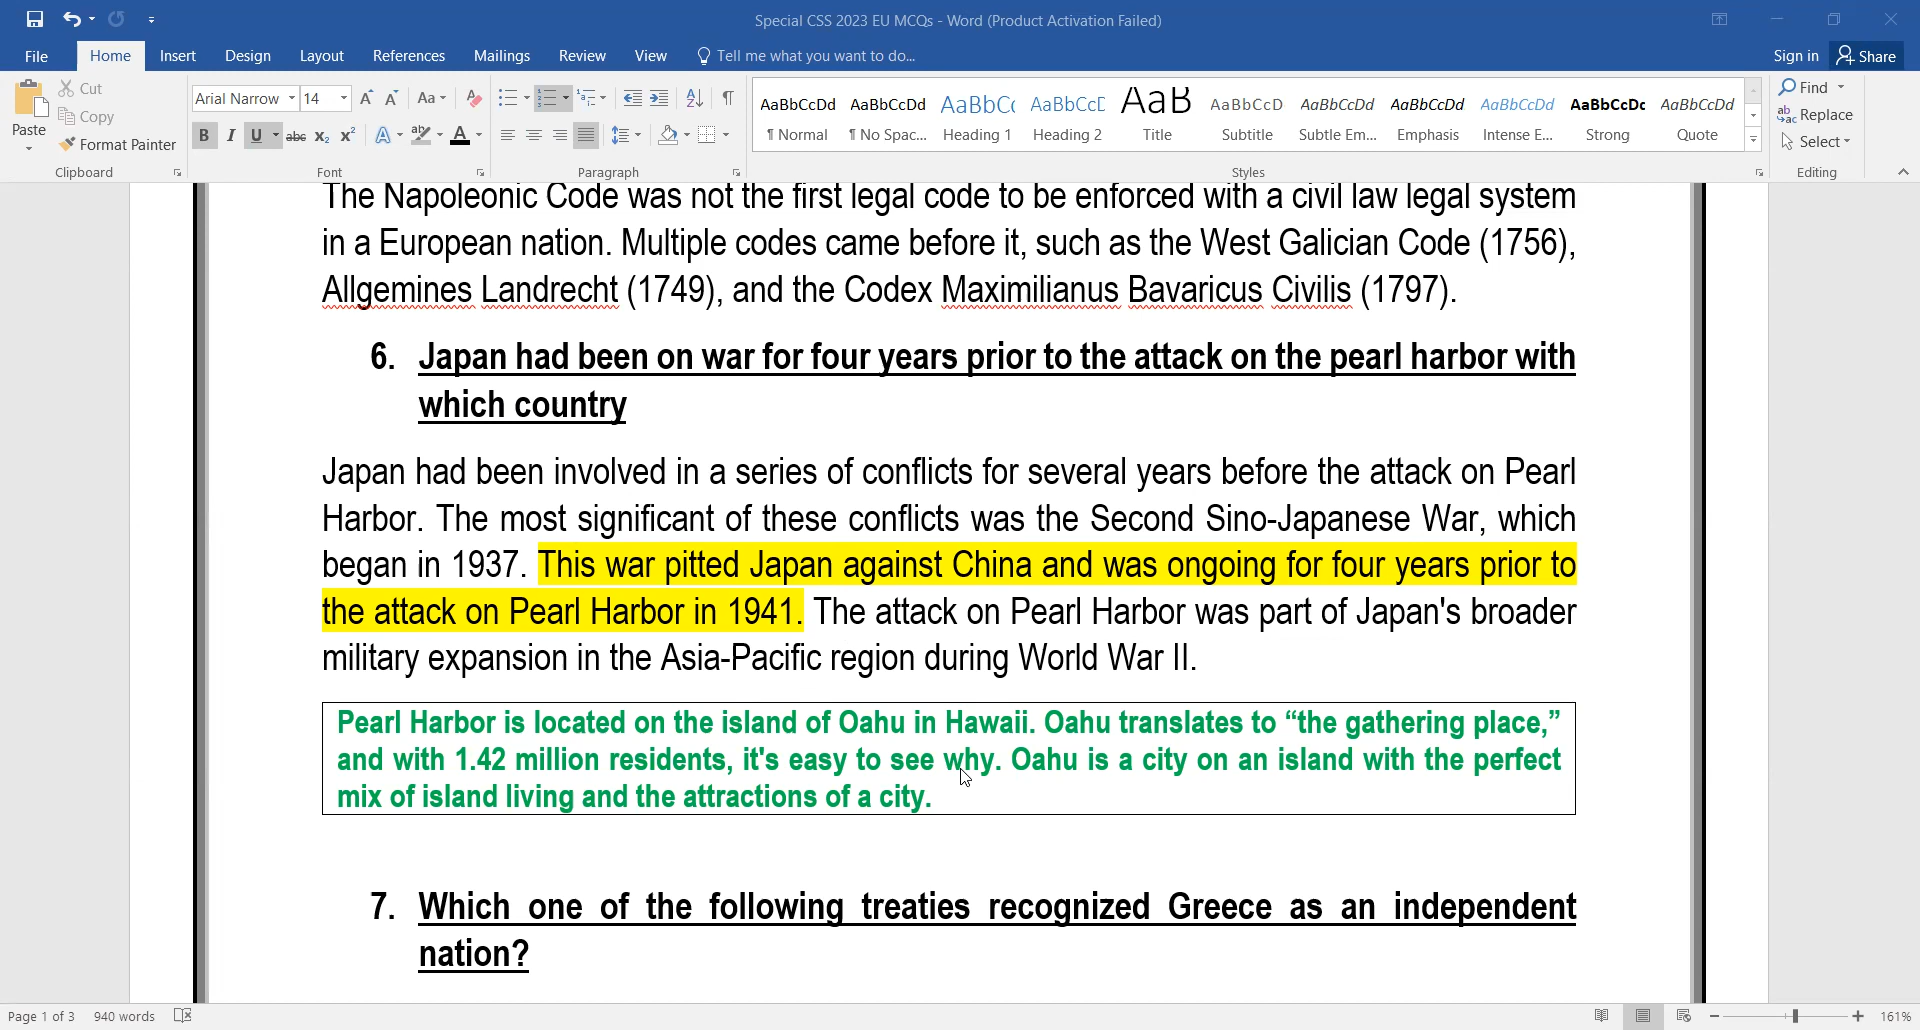 Special CSS 2023 EU MCQs - Word (Product Activation Failed)
File Home Insert Design Layout References Mailings Review View Tell me what you want to do... Sign in Share
Paste
Cut
Copy
Format Painter
Clipboard
Arial Narrow 14
Font
Paragraph
AaBbCcDd AaBbCcDd AaBbC AaBbCcC AaB AaBbCcD AaBbCcDd AaBbCcDd AaBbCcDd AaBbCcDc AaBbCcDd
¶ Normal ¶ No Spac... Heading 1 Heading 2 Title Subtitle Subtle Em... Emphasis Intense E... Strong Quote
Styles
Find
Replace
Select
Editing
The Napoleonic Code was not the first legal code to be enforced with a civil law legal system
in a European nation. Multiple codes came before it, such as the West Galician Code (1756),
Allgemines Landrecht (1749), and the Codex Maximilianus Bavaricus Civilis (1797).
6. Japan had been on war for four years prior to the attack on the pearl harbor with
which country
Japan had been involved in a series of conflicts for several years before the attack on Pearl
Harbor. The most significant of these conflicts was the Second Sino-Japanese War, which
began in 1937. This war pitted Japan against China and was ongoing for four years prior to
the attack on Pearl Harbor in 1941. The attack on Pearl Harbor was part of Japan's broader
military expansion in the Asia-Pacific region during World War II.
Pearl Harbor is located on the island of Oahu in Hawaii. Oahu translates to “the gathering place,”
and with 1.42 million residents, it's easy to see why. Oahu is a city on an island with the perfect
mix of island living and the attractions of a city.
7. Which one of the following treaties recognized Greece as an independent
nation?
Page 1 of 3 940 words 161%